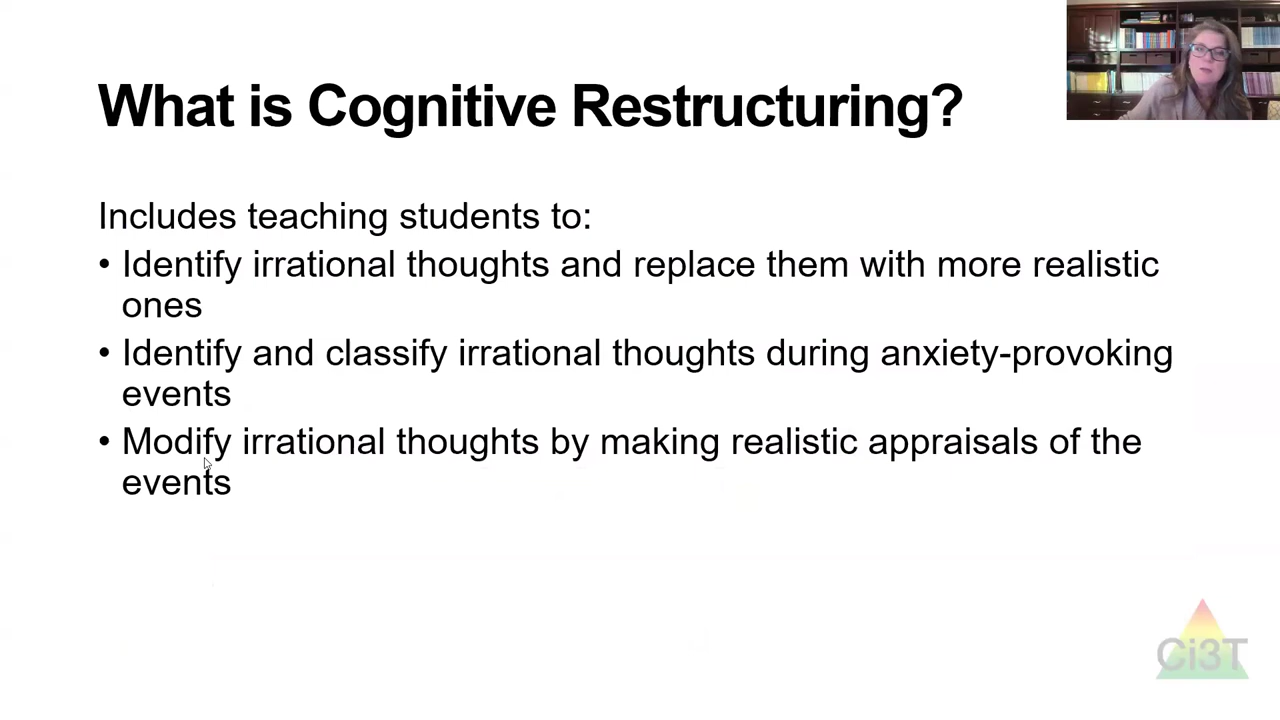 What is Cognitive Restructuring?
Includes teaching students to:
• Identify irrational thoughts and replace them with more realistic
ones
• Identify and classify irrational thoughts during anxiety-provoking
events
• Modify irrational thoughts by making realistic appraisals of the
events
Ci3T